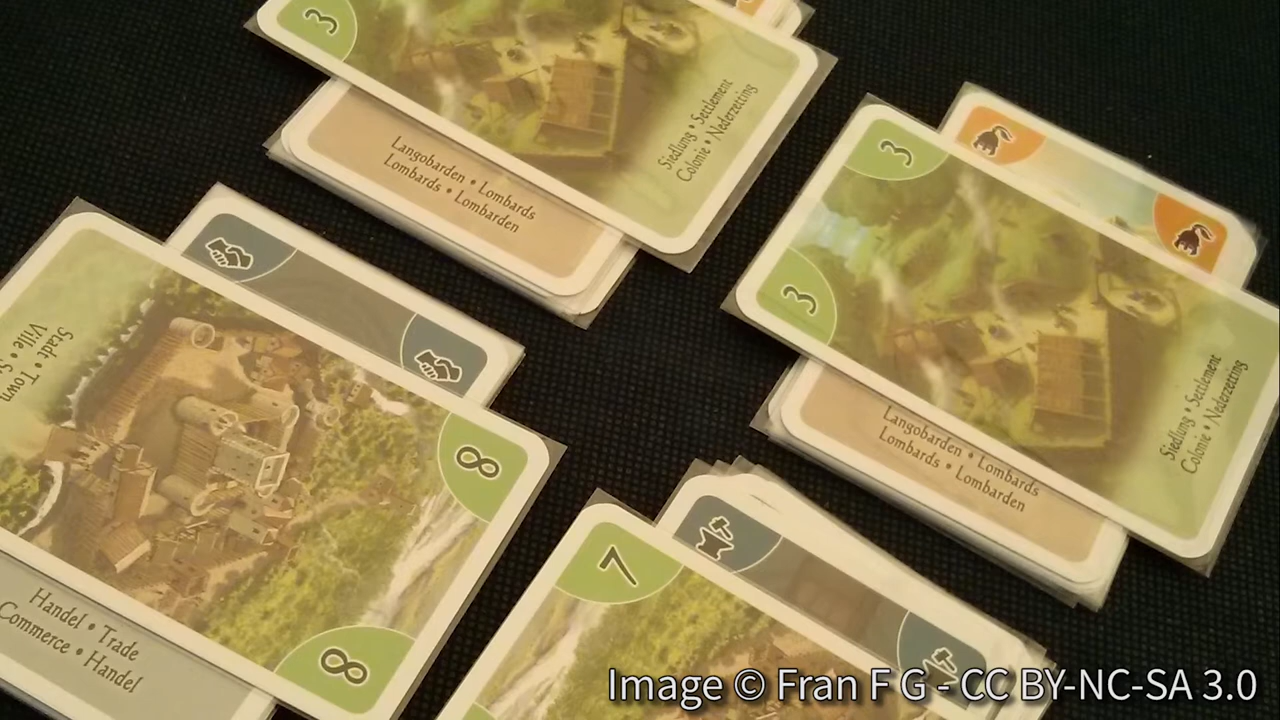 3
Siedlung • Settlement
Colonie • Nederzetting
Langobarden • Lombards
Lombards • Lombarden
3
3
Siedlung • Settlement
Colonie • Nederzetting
Langobarden • Lombards
Lombards • Lombarden
Stadt • Town
Ville •
8
8
Handel • Trade
Commerce • Handel
7
Image © Fran F G - CC BY-NC-SA 3.0